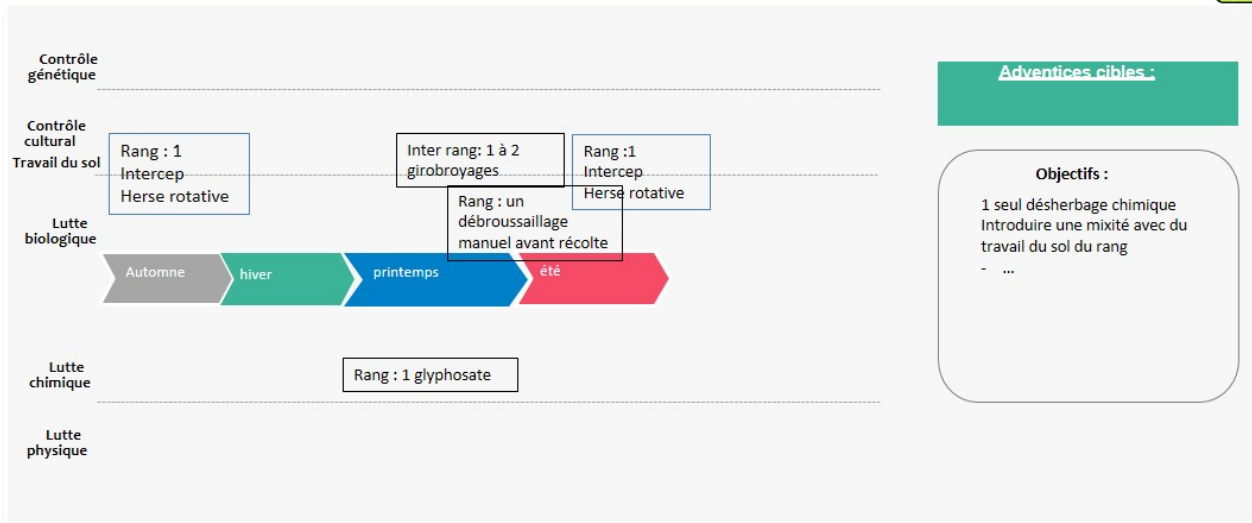 Contrôle
génétique
Contrôle
cultural
Travail du sol
Rang : 1
Intercep
Herse rotative
Inter rang: 1 à 2
girobroyages
Rang :1
Intercep
Herse rotative
Rang : un
débroussaillage
manuel avant récolte
Lutte
biologique
Automne
hiver
printemps
été
Lutte
chimique
Rang : 1 glyphosate
Lutte
physique
Adventices cibles :
Objectifs :
1 seul désherbage chimique
Introduire une mixité avec du
travail du sol du rang
- ...